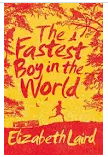 The
Fastest
Boy in the
World
Elizabeth
Laird